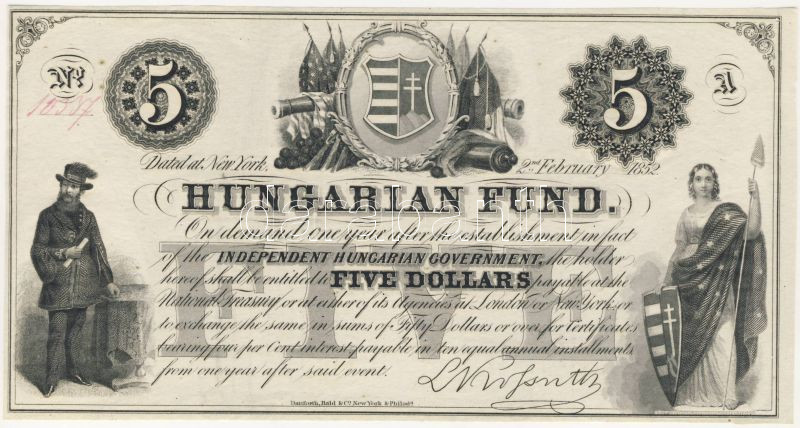 Nº 5 5 A
Dated at New York. 2nd February 1852
HUNGARIAN FUND.
On demand one year after the establishment in fact
of the INDEPENDENT HUNGARIAN GOVERNMENT, the holder
hereof shall be entitled to FIVE DOLLARS payable at the
National Treasury or at either of its Agencies at London or New York, or
to exchange the same in sums of Fifty Dollars or over, for Certificates
bearing four per Cent interest, payable in ten equal annual installments,
from one year after said event.
FIVE
L Kossuth
Danforth, Bald & Cº. New York & Philadª.